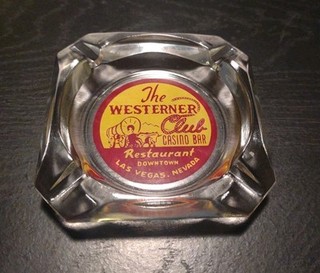 The
WESTERNER
Club
CASINO BAR
Restaurant
DOWNTOWN
LAS VEGAS, NEVADA